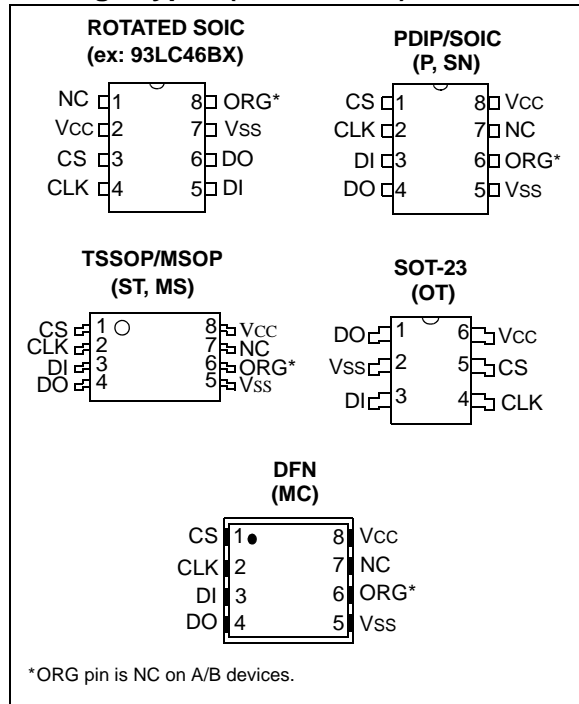 ROTATED SOIC
(ex: 93LC46BX)
NC 1 8 ORG*
VCC 2 7 VSS
CS 3 6 DO
CLK 4 5 DI
PDIP/SOIC
(P, SN)
CS 1 8 VCC
CLK 2 7 NC
DI 3 6 ORG*
DO 4 5 VSS
TSSOP/MSOP
(ST, MS)
CS 1 8 VCC
CLK 2 7 NC
DI 3 6 ORG*
DO 4 5 VSS
SOT-23
(OT)
DO 1 6 VCC
VSS 2 5 CS
DI 3 4 CLK
DFN
(MC)
CS 1 8 VCC
CLK 2 7 NC
DI 3 6 ORG*
DO 4 5 VSS
*ORG pin is NC on A/B devices.